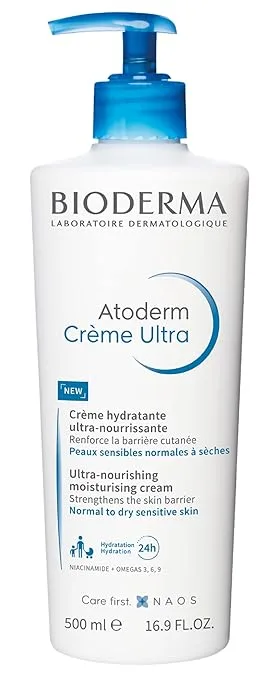 BIODERMA
LABORATOIRE DERMATOLOGIQUE
Atoderm
Crème Ultra
NEW
Crème hydratante
ultra-nourrissante
Renforce la barrière cutanée
Peaux sensibles normales à sèches
Ultra-nourishing
moisturising cream
Strengthens the skin barrier
Normal to dry sensitive skin
Hydratation
Hydration
24h
NIACINAMIDE + OMEGAS 3, 6, 9
Care first. NAOS
500 ml ℮ 16.9 FL.OZ.